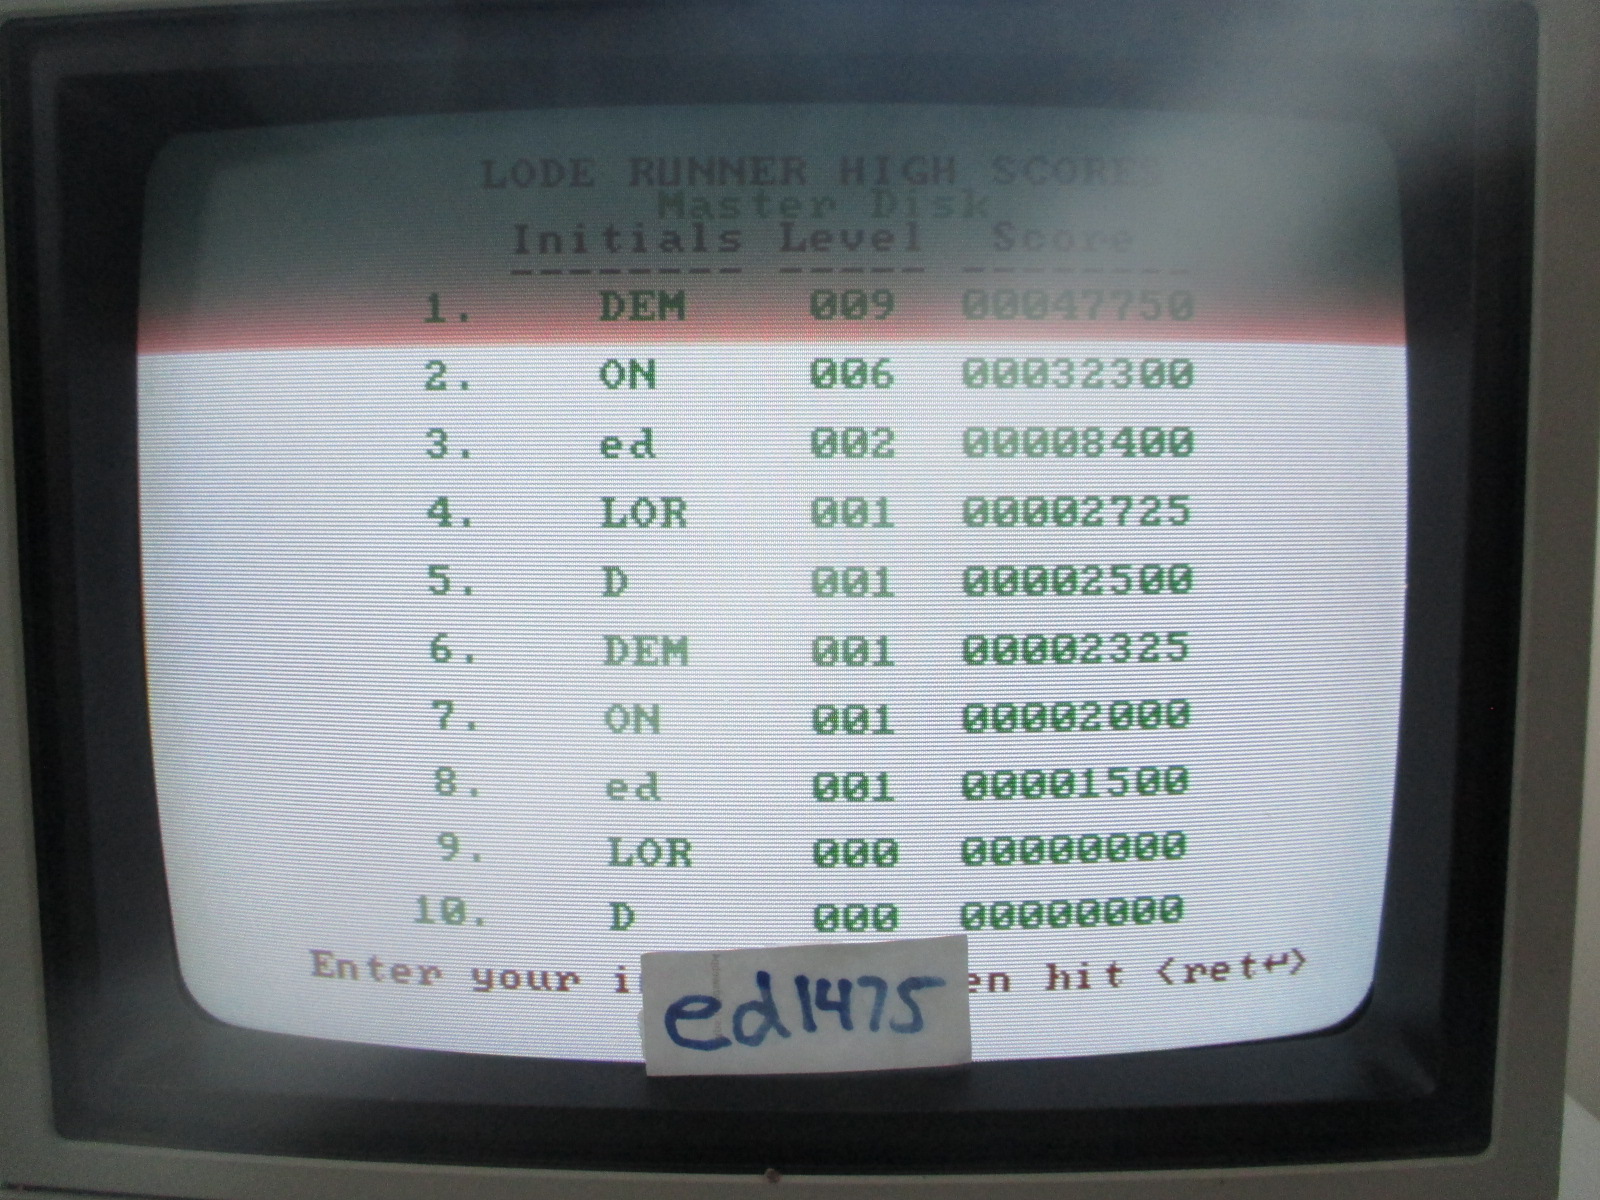 LODE RUNNER HIGH SCORES
Master Disk
Initials Level Score
-------- ----- --------
1. DEM 009 00047750
2. ON 006 00032300
3. ed 002 00008400
4. LOR 001 00002725
5. D 001 00002500
6. DEM 001 00002325
7. ON 001 00002000
8. ed 001 00001500
9. LOR 000 00000000
10. D 000 00000000
Enter your i en hit <ret↵>
ed1475